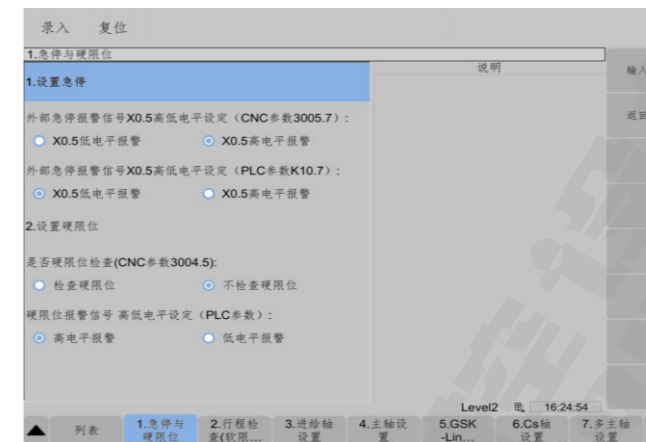 录入 复位
1.急停与硬限位
说明
输入
1.设置急停
返回
外部急停报警信号X0.5高低电平设定（CNC参数3005.7）:
X0.5低电平报警 X0.5高电平报警
外部急停报警信号X0.5高低电平设定（PLC参数K10.7）:
X0.5低电平报警 X0.5高电平报警
2.设置硬限位
是否硬限位检查(CNC参数3004.5):
检查硬限位 不检查硬限位
硬限位报警信号 高低电平设定（PLC参数）:
高电平报警 低电平报警
Level2 16:24:54
列表 1.急停与硬限位 2.行程检查(软限... 3.进给轴设置 4.主轴设置 5.GSK-Lin... 6.Cs轴设置 7.多主轴设置